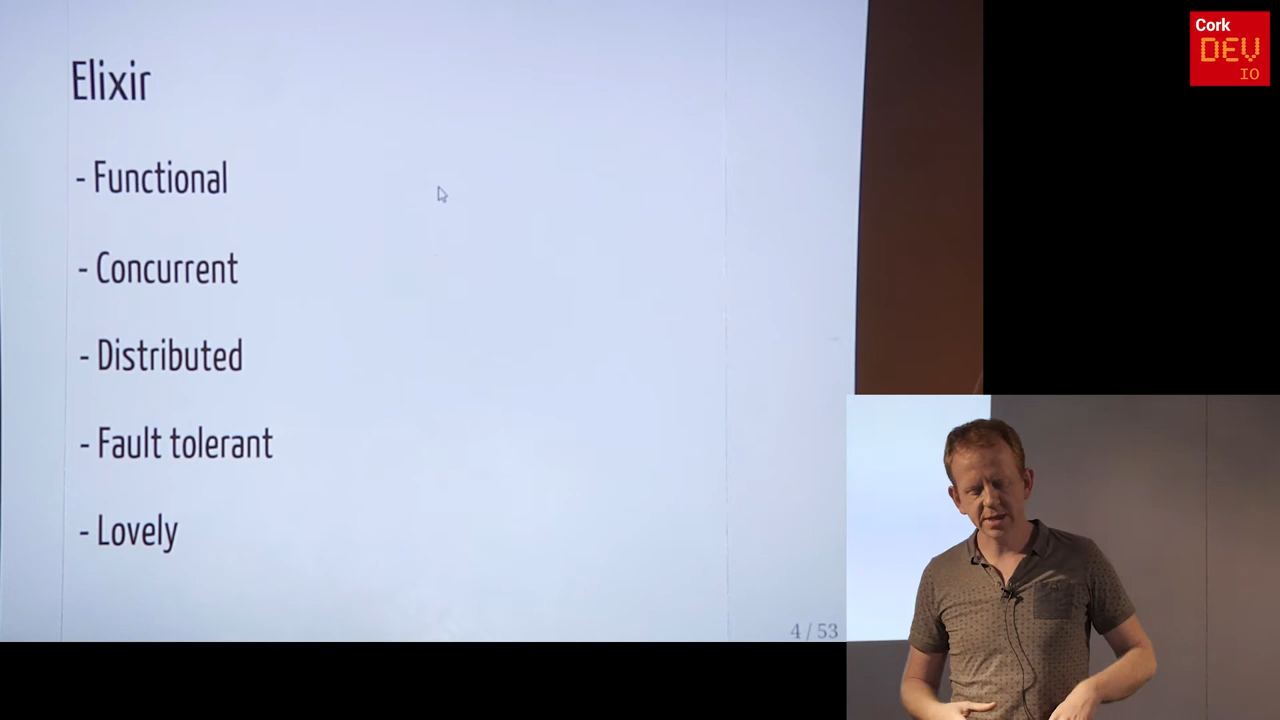 Elixir
- Functional
- Concurrent
- Distributed
- Fault tolerant
- Lovely
4 / 53
Cork
DEV
IO